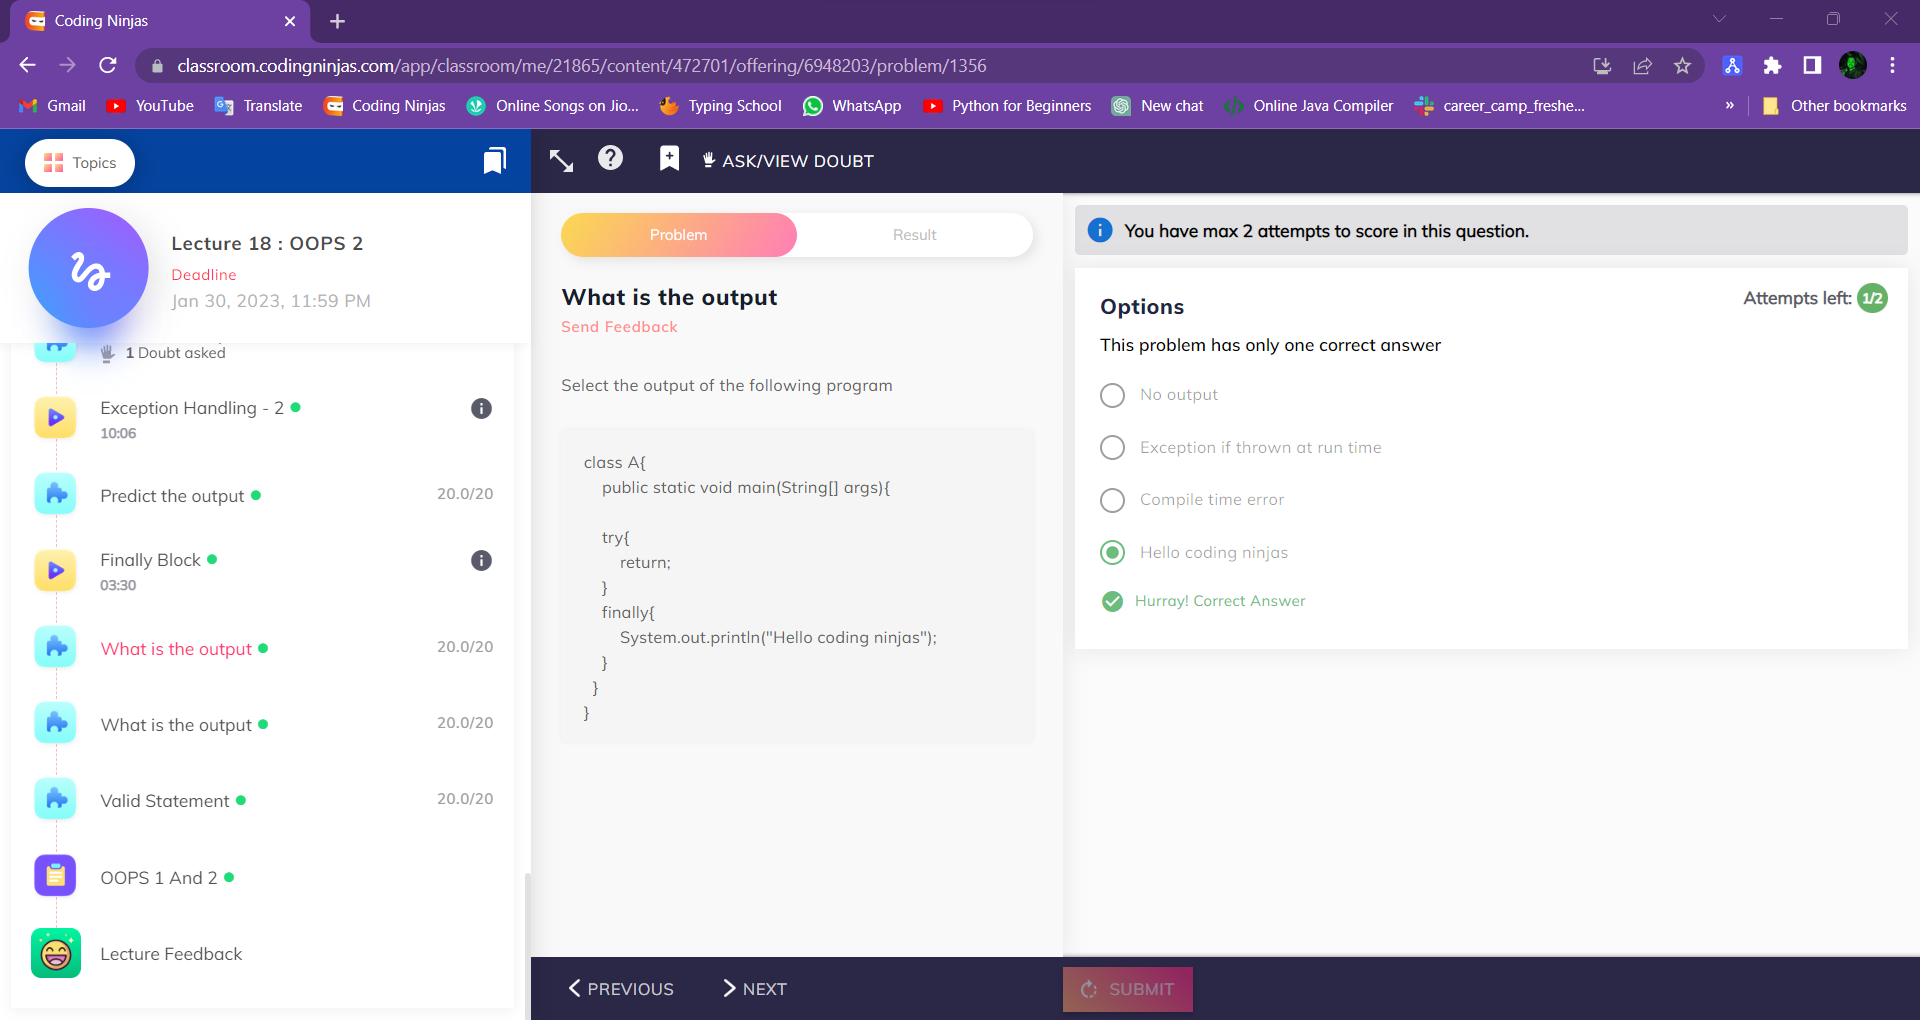 Coding Ninjas
classroom.codingninjas.com/app/classroom/me/21865/content/472701/offering/6948203/problem/1356
Gmail YouTube Translate Coding Ninjas Online Songs on Jio... Typing School WhatsApp Python for Beginners New chat Online Java Compiler career_camp_freshe... » Other bookmarks
Topics
ASK/VIEW DOUBT
Lecture 18 : OOPS 2
Deadline
Jan 30, 2023, 11:59 PM
1 Doubt asked
Exception Handling - 2
10:06
Predict the output 20.0/20
Finally Block
03:30
What is the output 20.0/20
What is the output 20.0/20
Valid Statement 20.0/20
OOPS 1 And 2
Lecture Feedback
Problem Result
What is the output
Send Feedback
Select the output of the following program
class A{
public static void main(String[] args){
try{
return;
}
finally{
System.out.println("Hello coding ninjas");
}
}
}
You have max 2 attempts to score in this question.
Options
Attempts left: 1/2
This problem has only one correct answer
No output
Exception if thrown at run time
Compile time error
Hello coding ninjas
Hurray! Correct Answer
PREVIOUS NEXT SUBMIT